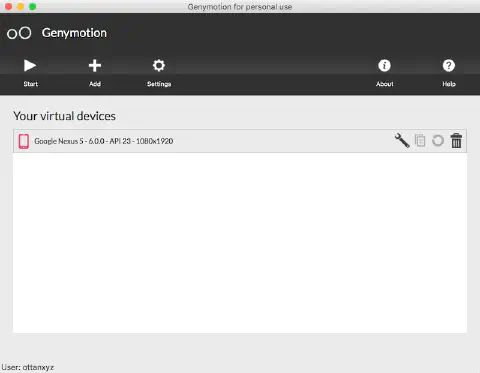 Genymotion for personal use
Genymotion
Start Add Settings About Help
Your virtual devices
Google Nexus 5 - 6.0.0 - API 23 - 1080x1920
User: ottanxyz